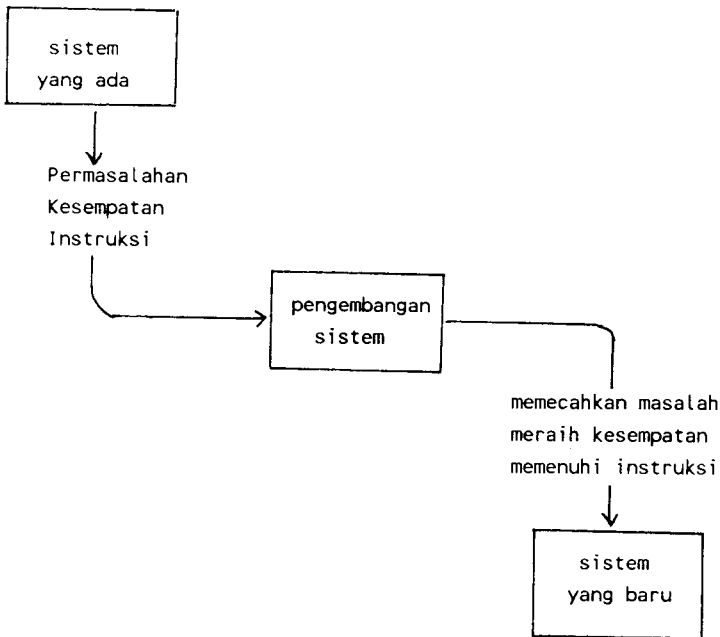 sistem
yang ada
Permasalahan
Kesempatan
Instruksi
pengembangan
sistem
memecahkan masalah
meraih kesempatan
memenuhi instruksi
sistem
yang baru